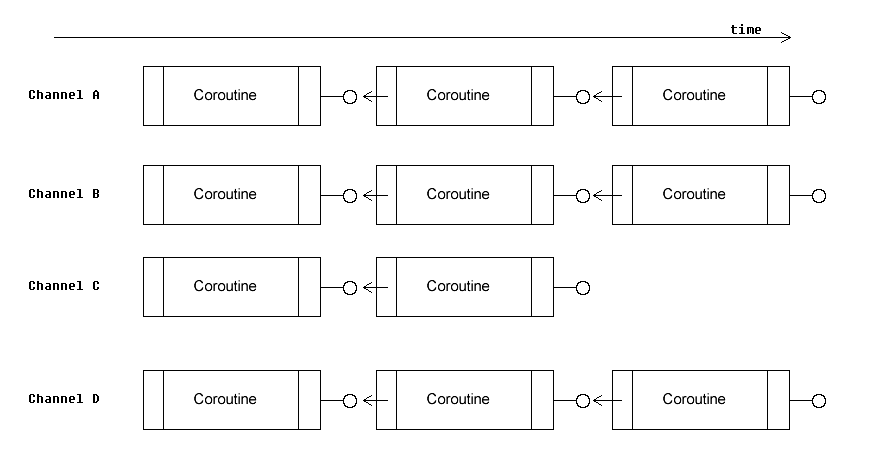 time
Channel A
Coroutine
Coroutine
Coroutine
Channel B
Coroutine
Coroutine
Coroutine
Channel C
Coroutine
Coroutine
Channel D
Coroutine
Coroutine
Coroutine